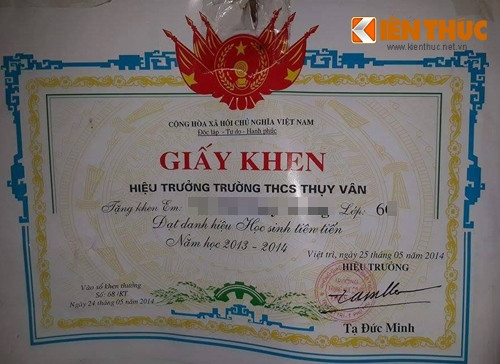 KIẾN THỨC
www.kienthuc.net.vn
CỘNG HÒA XÃ HỘI CHỦ NGHĨA VIỆT NAM
Độc lập - Tự do - Hạnh phúc
GIẤY KHEN
HIỆU TRƯỞNG TRƯỜNG THCS THỤY VÂN
Tặng khen Em: Lớp: 6
Đạt danh hiệu Học sinh tiên tiến
Năm học 2013 - 2014
Việt trì, ngày 25 tháng 05 năm 2014
HIỆU TRƯỞNG
Vào sổ khen thưởng
Số: 68/KT
Ngày 24 tháng 05 năm 2014
Tạ Đức Minh